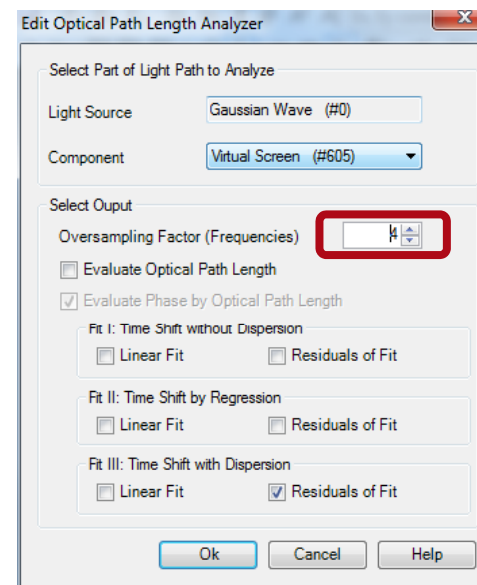 Edit Optical Path Length Analyzer
Select Part of Light Path to Analyze
Light Source Gaussian Wave (#0)
Component Virtual Screen (#605)
Select Ouput
Oversampling Factor (Frequencies) 4
Evaluate Optical Path Length
Evaluate Phase by Optical Path Length
Fit I: Time Shift without Dispersion
Linear Fit Residuals of Fit
Fit II: Time Shift by Regression
Linear Fit Residuals of Fit
Fit III: Time Shift with Dispersion
Linear Fit Residuals of Fit
Ok Cancel Help